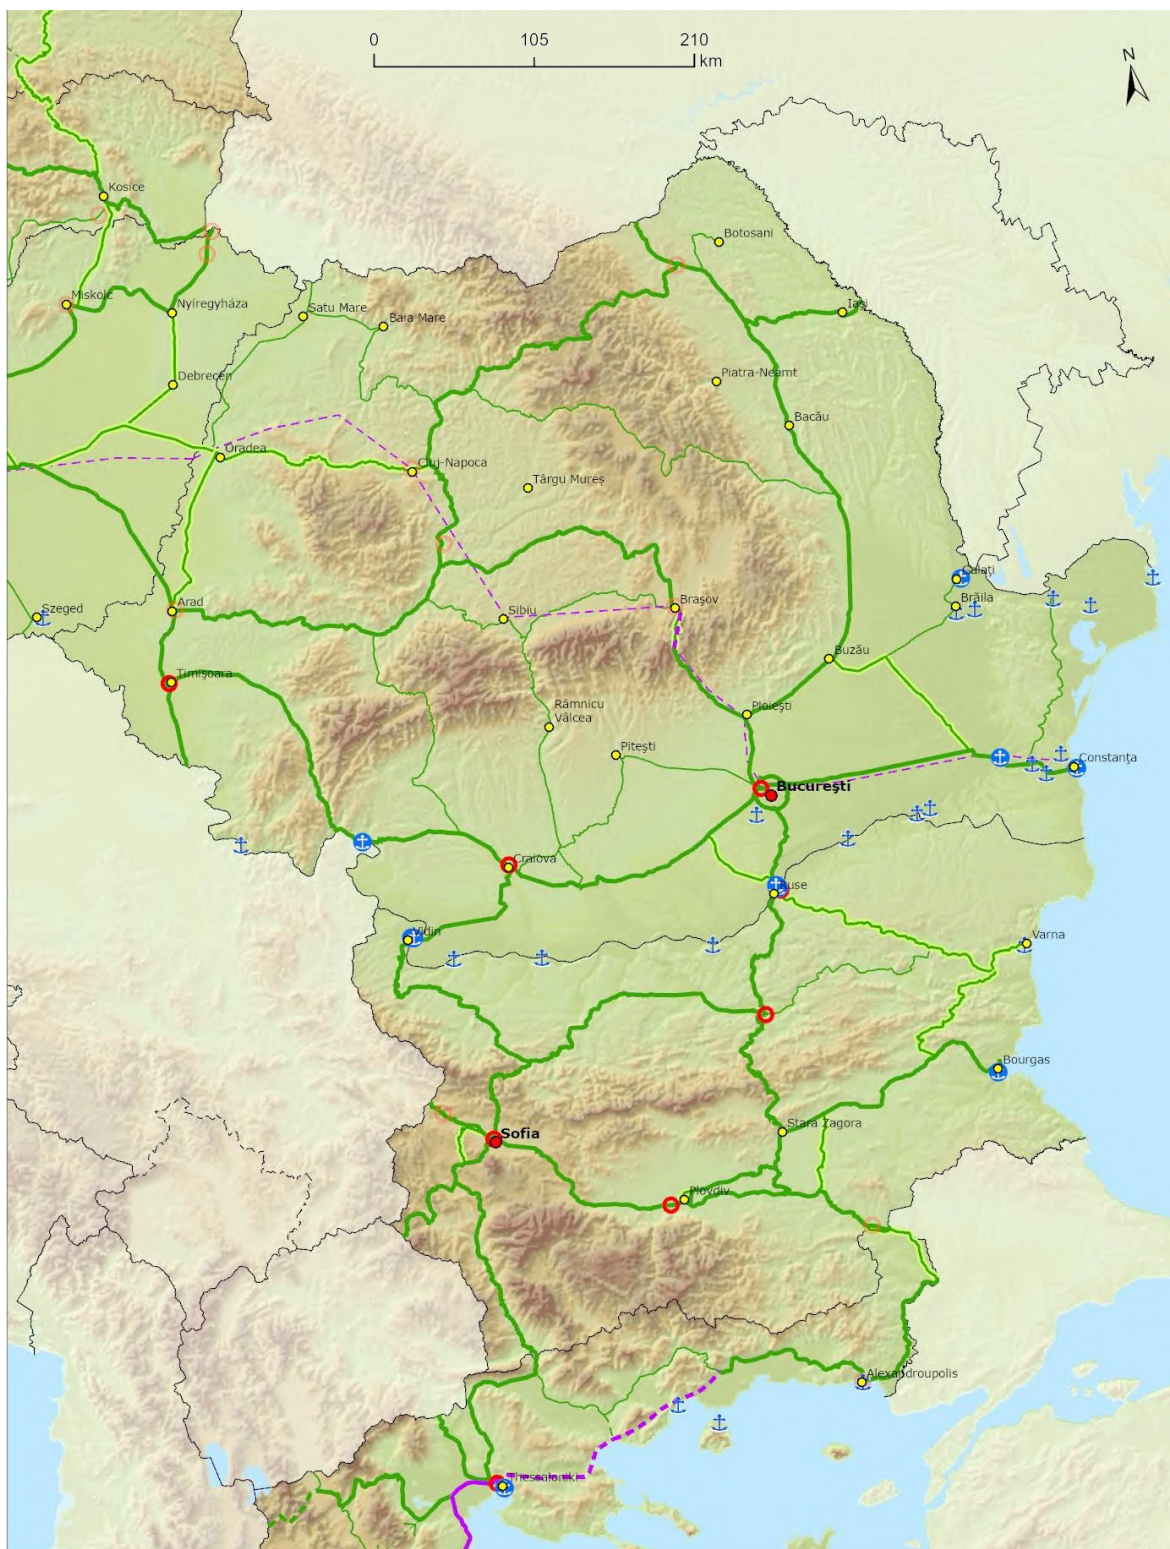 0 105 210
km
N
Kosice
Botosani
Miskolc
Nyíregyháza
Satu Mare
Baia Mare
Iaşi
Debrecen
Piatra-Neamt
Bacău
Oradea
Cluj-Napoca
Târgu Mureş
Galaţi
Brăila
Szeged
Arad
Sibiu
Braşov
Buzău
Timişoara
Râmnicu
Vâlcea
Ploieşti
Piteşti
Constanţa
Bucureşti
Craiova
Ruse
Vidin
Varna
Bourgas
Stara Zagora
Sofia
Plovdiv
Alexandroupolis
Thessaloniki